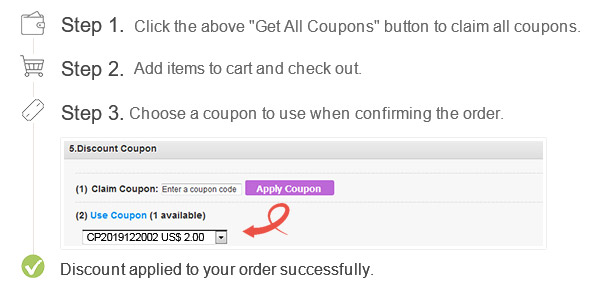 Step 1. Click the above "Get All Coupons" button to claim all coupons.
Step 2. Add items to cart and check out.
Step 3. Choose a coupon to use when confirming the order.
5.Discount Coupon
(1) Claim Coupon: Enter a coupon code Apply Coupon
(2) Use Coupon (1 available)
CP2019122002 US$ 2.00
Discount applied to your order successfully.